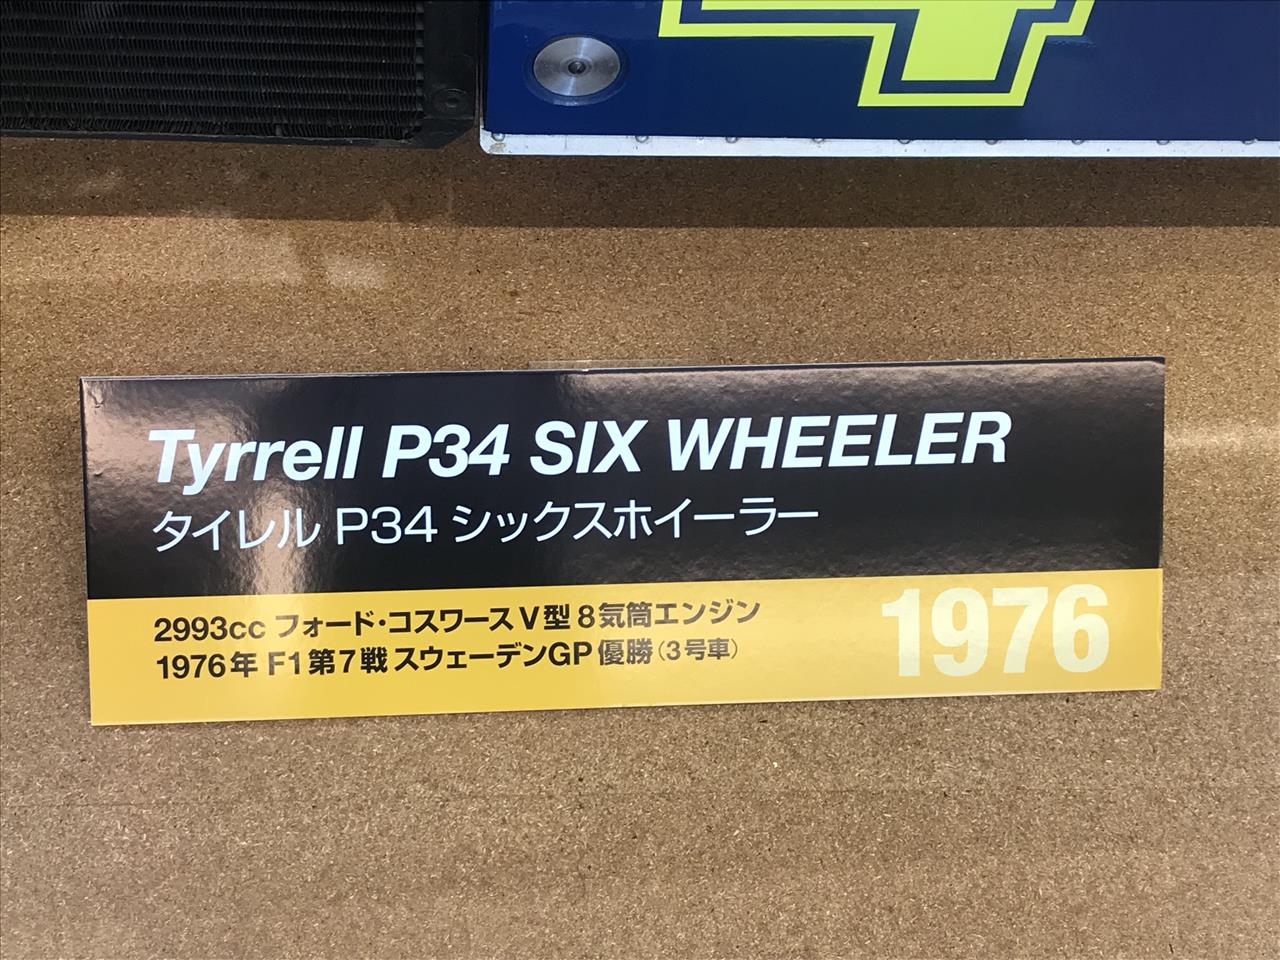 4
Tyrrell P34 SIX WHEELER
タイレル P34 シックスホイーラー
2993cc フォード・コスワース V型 8気筒エンジン
1976年 F1第7戦 スウェーデンGP 優勝（3号車）
1976